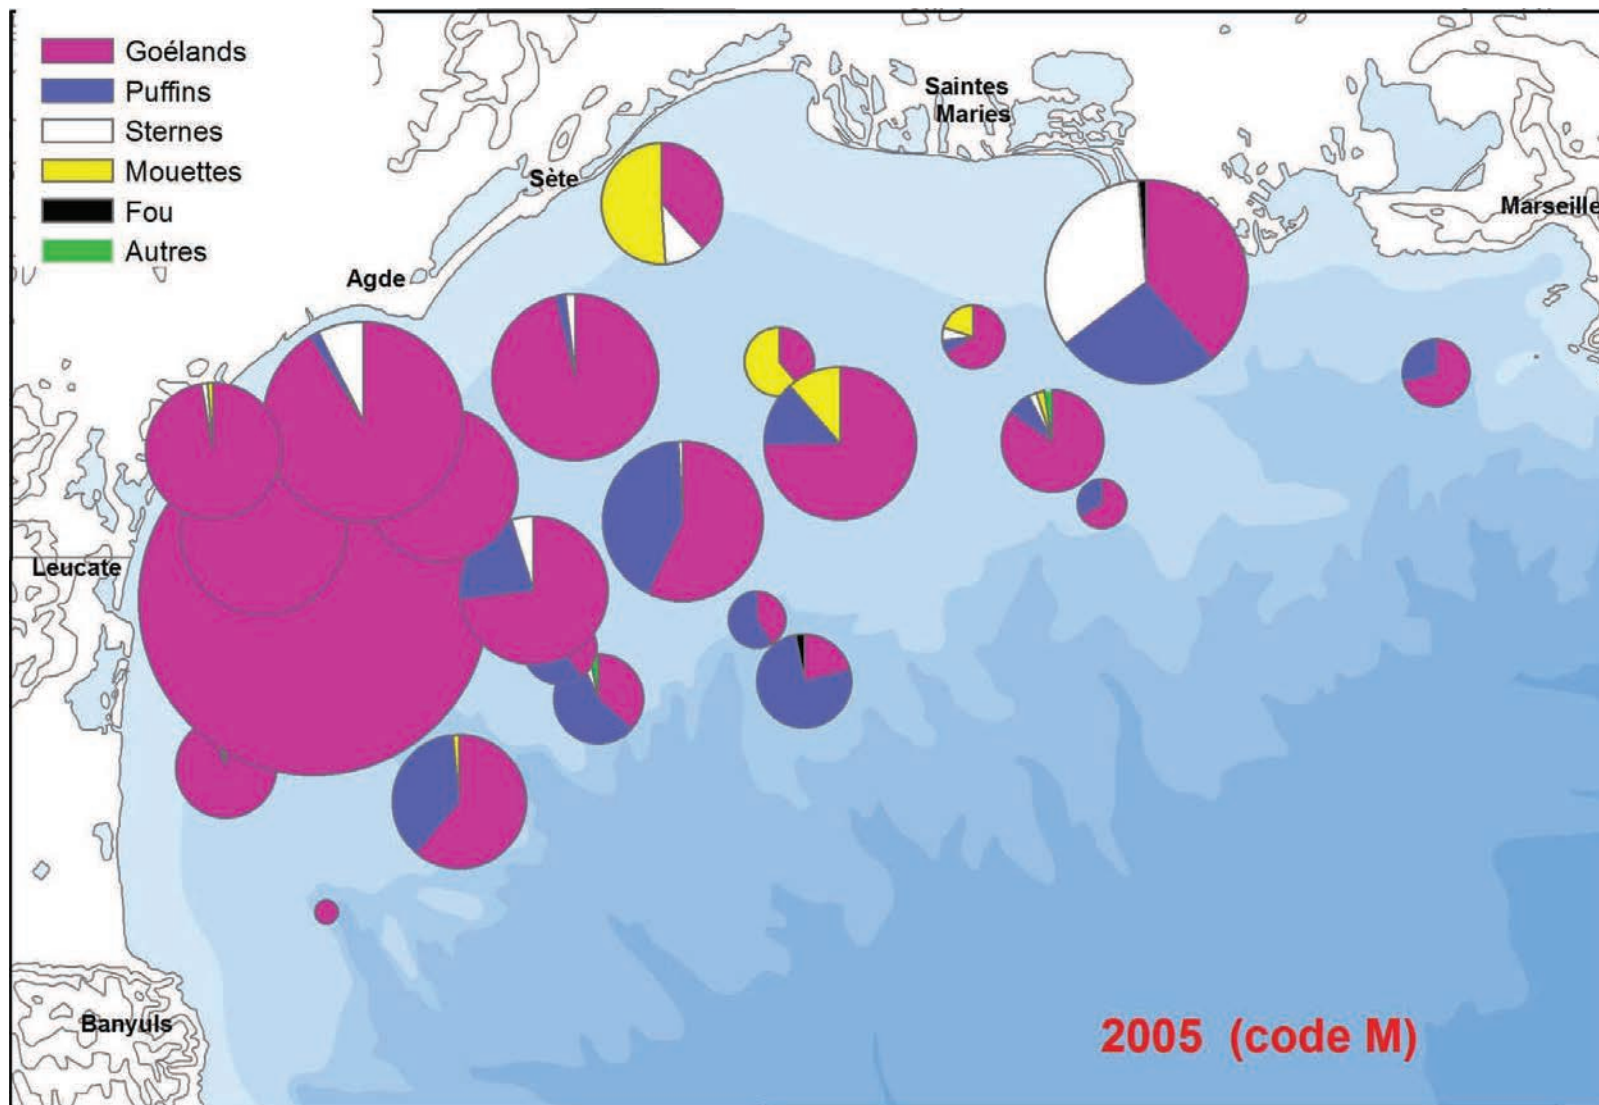 Goélands
Puffins
Sternes
Mouettes
Fou
Autres
Saintes
Maries
Sète
Marseille
Agde
Leucate
Banyuls
2005 (code M)